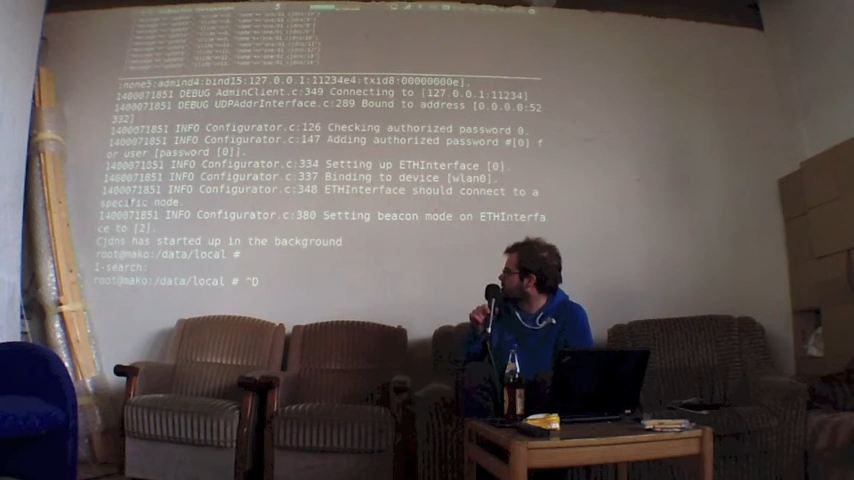 :none5:admind4:bind15:127.0.0.1:11234e4:txid8:00000000e].
1400071851 DEBUG AdminClient.c:349 Connecting to [127.0.0.1:11234]
1400071851 DEBUG UDPAddrInterface.c:289 Bound to address [0.0.0.0:52
332]
1400071851 INFO Configurator.c:126 Checking authorized password 0.
1400071851 INFO Configurator.c:147 Adding authorized password #[0] f
or user [password [0]].
1400071851 INFO Configurator.c:334 Setting up ETHInterface [0].
1400071851 INFO Configurator.c:337 Binding to device [wlan0].
1400071851 INFO Configurator.c:348 ETHInterface should connect to a
specific node.
1400071851 INFO Configurator.c:380 Setting beacon mode on ETHInterfa
ce to [2].
Cjdns has started up in the background
root@mako:/data/local #
I-search:
root@mako:/data/local # ^D